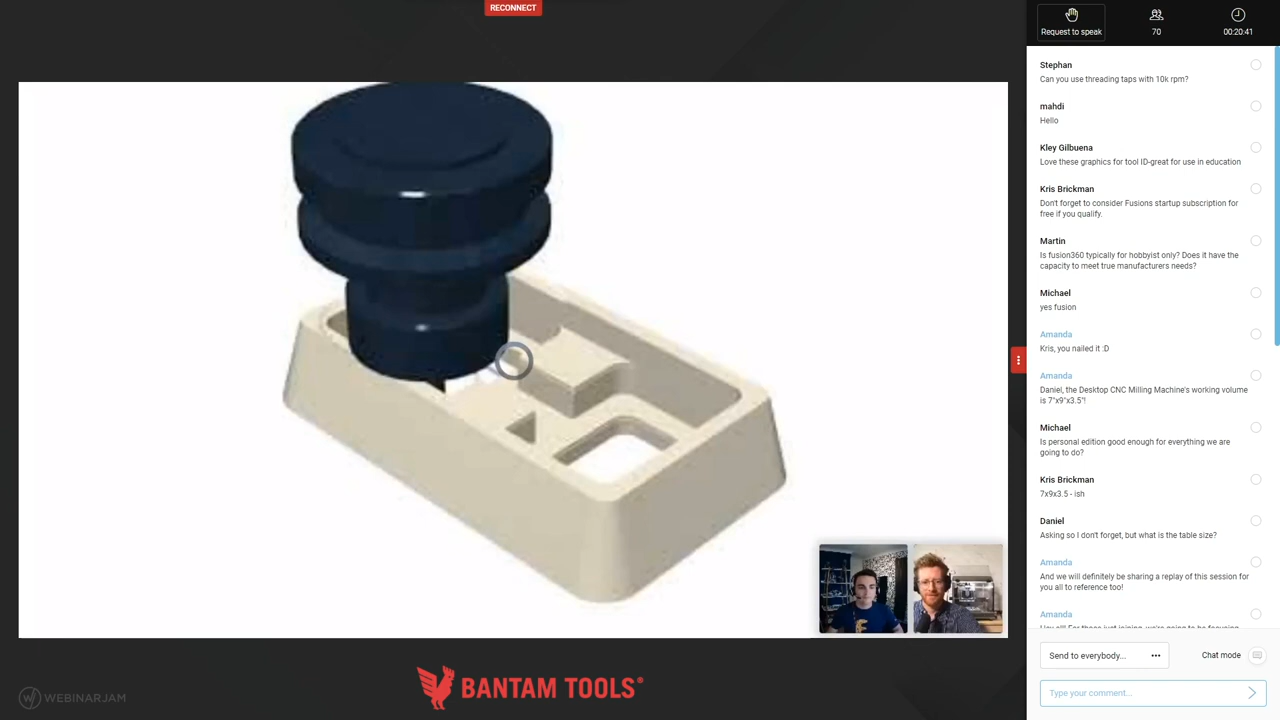 RECONNECT
Request to speak
70
00:20:41
Stephan
Can you use threading taps with 10k rpm?
mahdi
Hello
Kley Gilbuena
Love these graphics for tool ID-great for use in education
Kris Brickman
Don't forget to consider Fusions startup subscription for
free if you qualify.
Martin
Is fusion360 typically for hobbyist only? Does it have the
capacity to meet true manufacturers needs?
Michael
yes fusion
Amanda
Kris, you nailed it :D
Amanda
Daniel, the Desktop CNC Milling Machine's working volume
is 7"x9"x3.5"!
Michael
Is personal edition good enough for everything we are
going to do?
Kris Brickman
7x9x3.5 - ish
Daniel
Asking so I don't forget, but what is the table size?
Amanda
And we will definitely be sharing a replay of this session for
you all to reference too!
Amanda
Send to everybody...
Chat mode
Type your comment...
BANTAM TOOLS®
WEBINARJAM